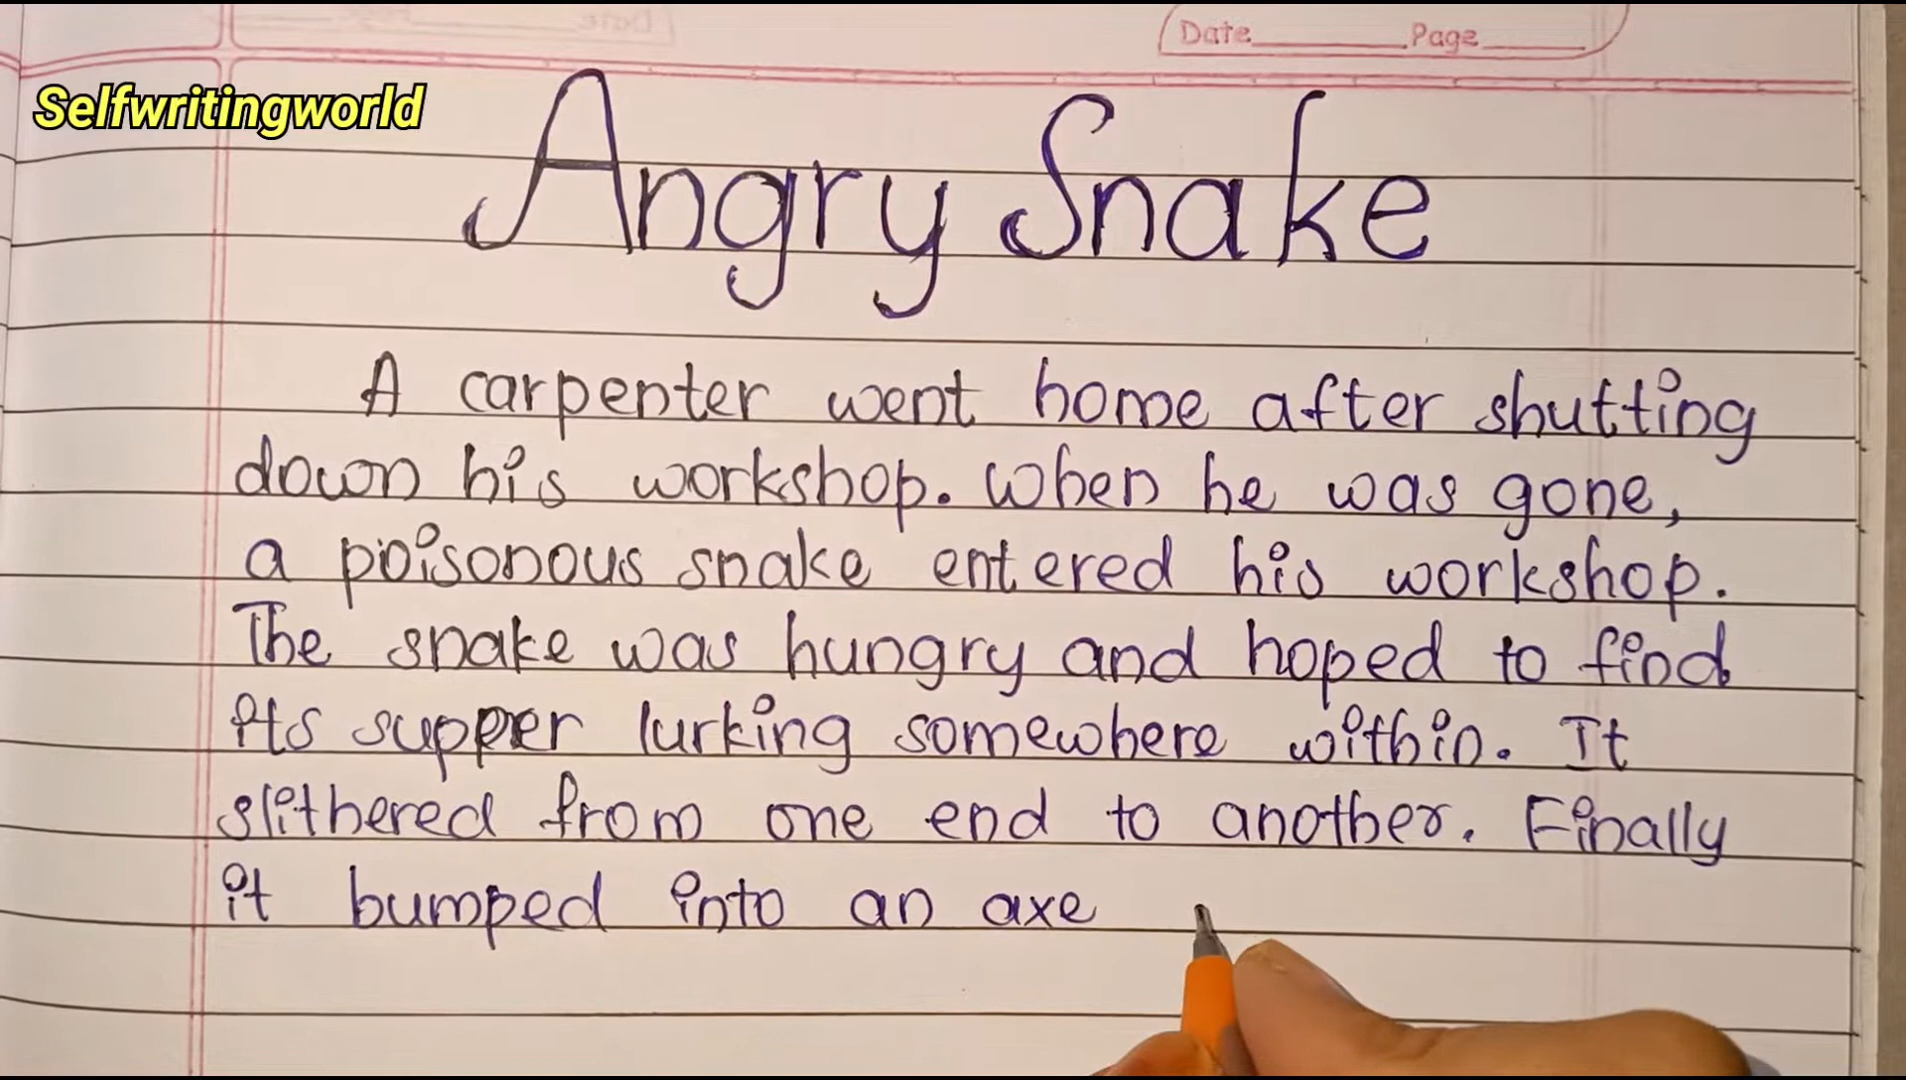 Date Page
Selfwritingworld
Angry Snake
A carpenter went home after shutting
down his workshop. When he was gone,
a poisonous snake entered his workshop.
The snake was hungry and hoped to find
its supper lurking somewhere within. It
slithered from one end to another. Finally
it bumped into an axe